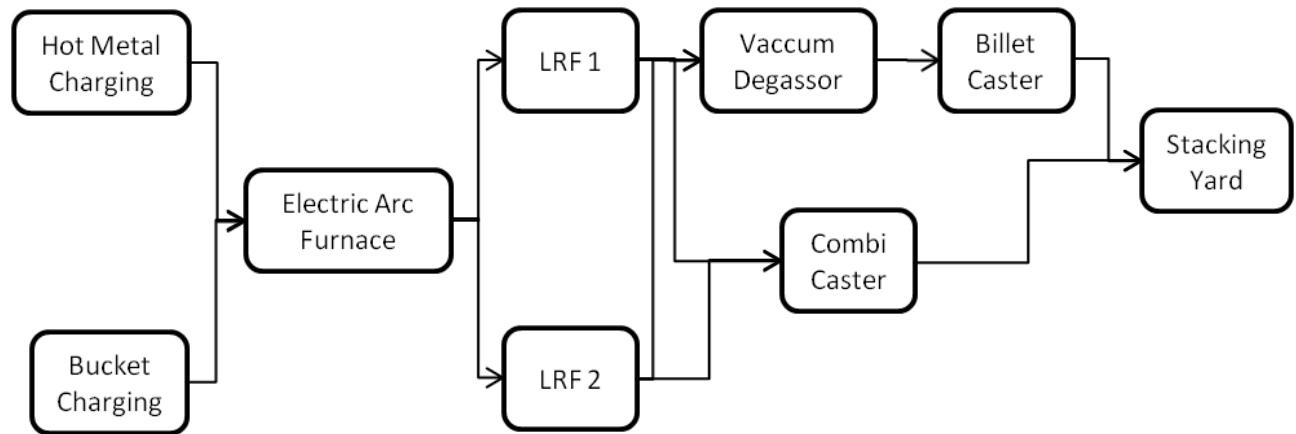 Hot Metal
Charging
Bucket
Charging
Electric Arc
Furnace
LRF 1
LRF 2
Vaccum
Degassor
Billet
Caster
Combi
Caster
Stacking
Yard